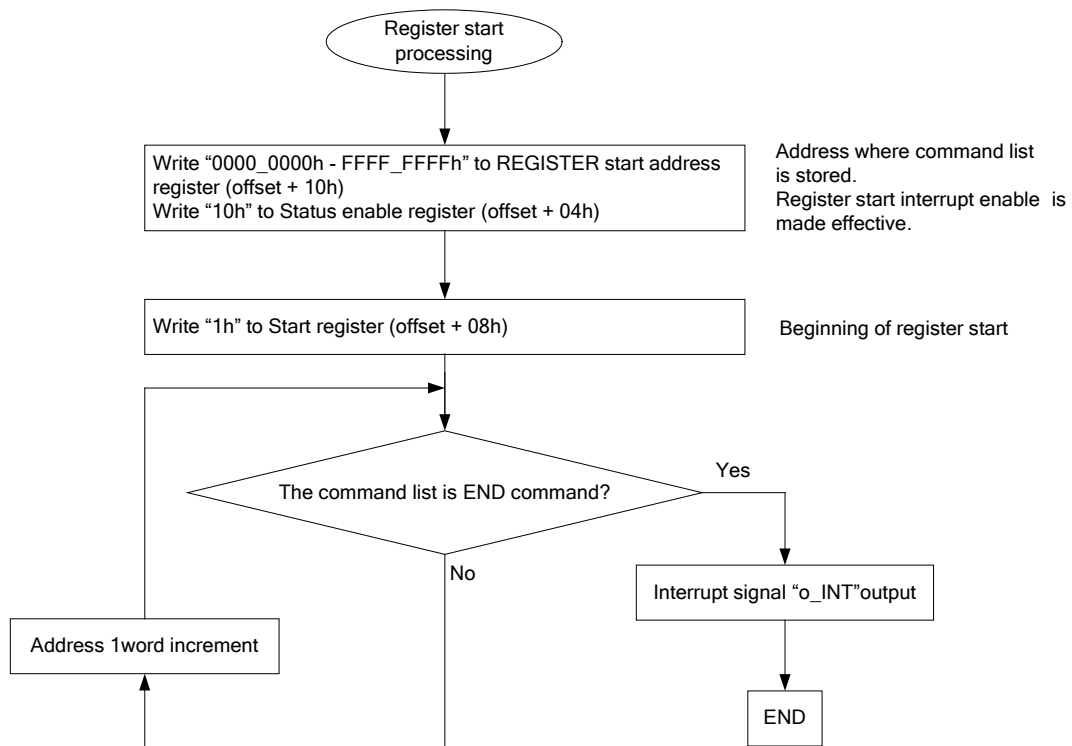 Register start
processing
Write “0000_0000h - FFFF_FFFFh” to REGISTER start address
register (offset + 10h)
Write “10h” to Status enable register (offset + 04h)
Address where command list
is stored.
Register start interrupt enable is
made effective.
Write “1h” to Start register (offset + 08h)
Beginning of register start
The command list is END command?
Yes
No
Interrupt signal “o_INT”output
Address 1word increment
END